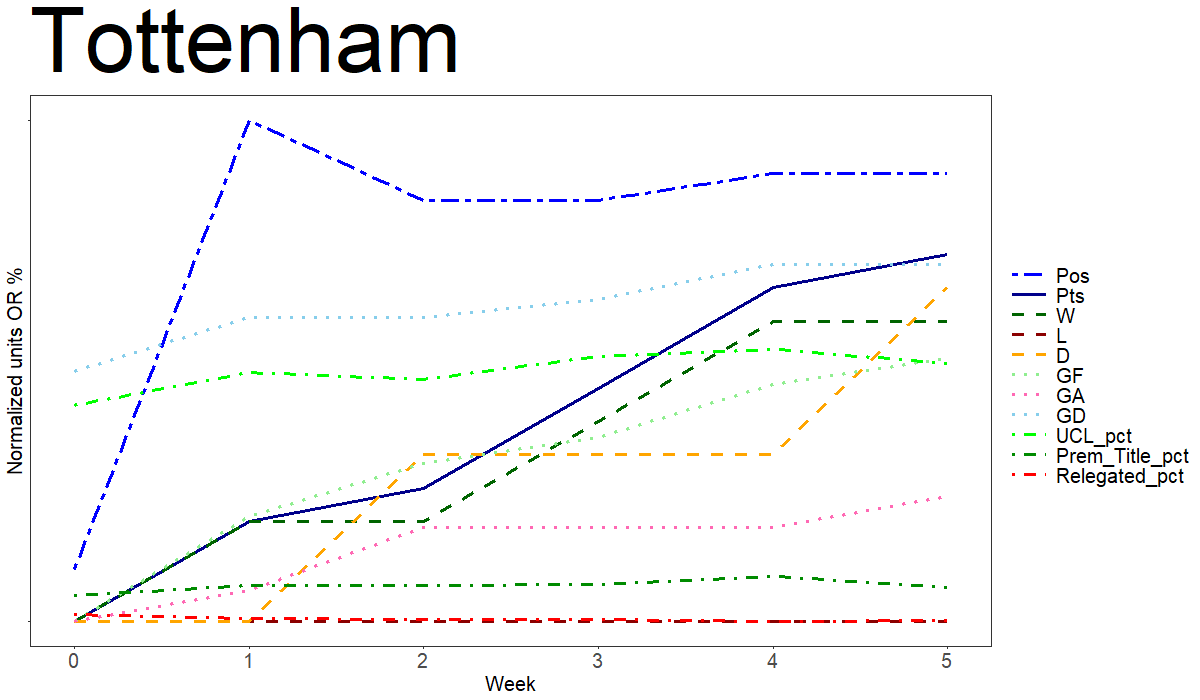 Tottenham
Normalized units OR %
0 1 2 3 4 5
Week
Pos
Pts
W
L
D
GF
GA
GD
UCL_pct
Prem_Title_pct
Relegated_pct